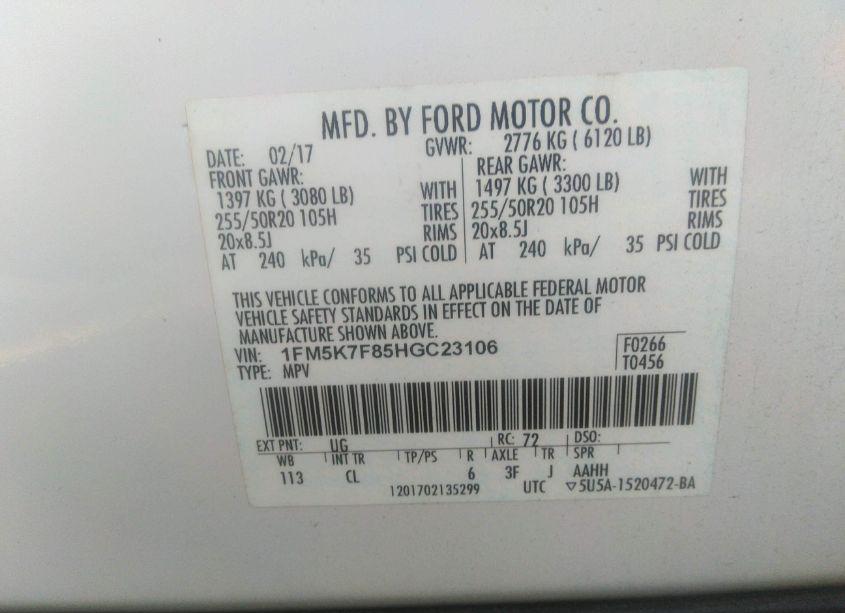 MFD. BY FORD MOTOR CO.
DATE: 02/17 GVWR: 2776 KG ( 6120 LB)
FRONT GAWR: REAR GAWR:
1397 KG ( 3080 LB) WITH 1497 KG ( 3300 LB) WITH
255/50R20 105H TIRES 255/50R20 105H TIRES
20x8.5J RIMS 20x8.5J RIMS
AT 240 kPa/ 35 PSI COLD AT 240 kPa/ 35 PSI COLD
THIS VEHICLE CONFORMS TO ALL APPLICABLE FEDERAL MOTOR
VEHICLE SAFETY STANDARDS IN EFFECT ON THE DATE OF
MANUFACTURE SHOWN ABOVE.
VIN: 1FM5K7F85HGC23106 F0266
TYPE: MPV T0456
EXT PNT: UG RC: 72 DSO:
WB INT TR TP/PS R AXLE TR SPR
113 CL 6 3F J AAHH
1201702135299 UTC ▽5U5A-1520472-BA